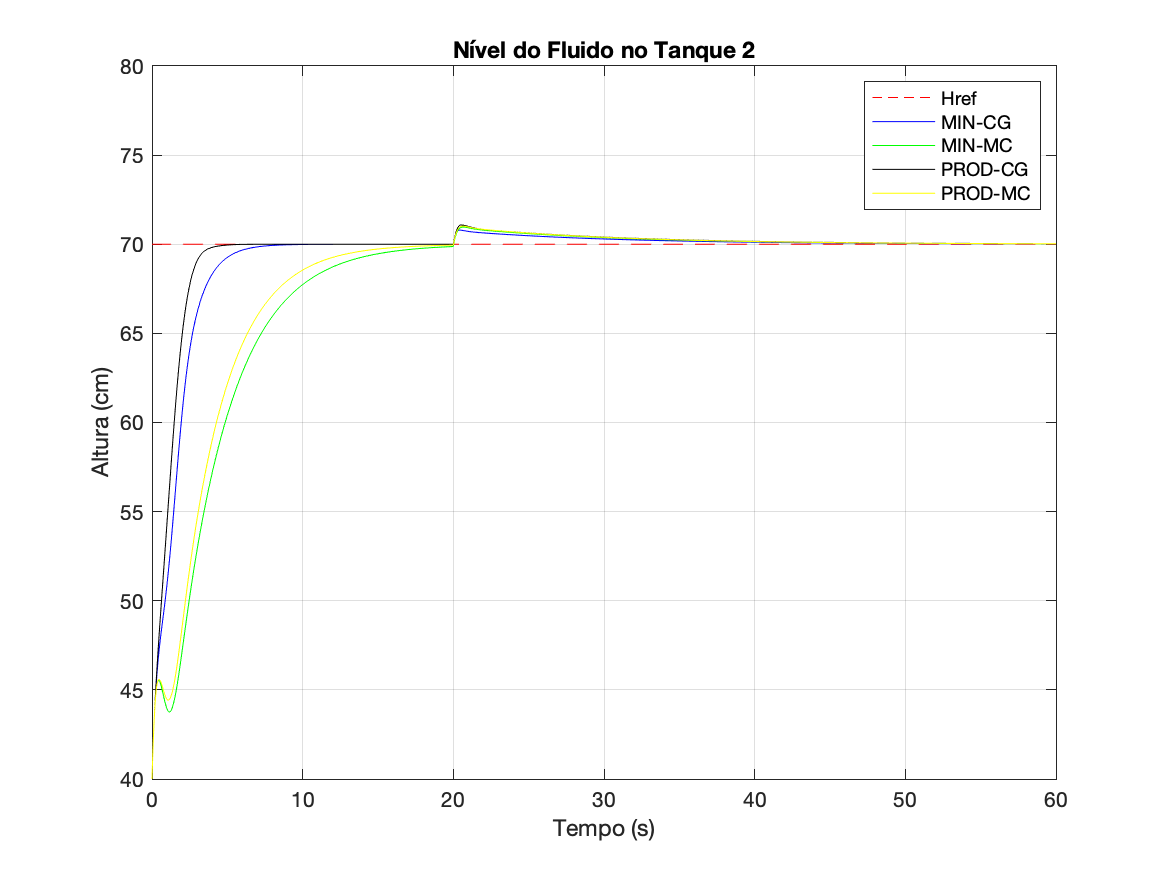 Nível do Fluido no Tanque 2
80
75
70
65
60
55
50
45
40
Altura (cm)
Href
MIN-CG
MIN-MC
PROD-CG
PROD-MC
0 10 20 30 40 50 60
Tempo (s)